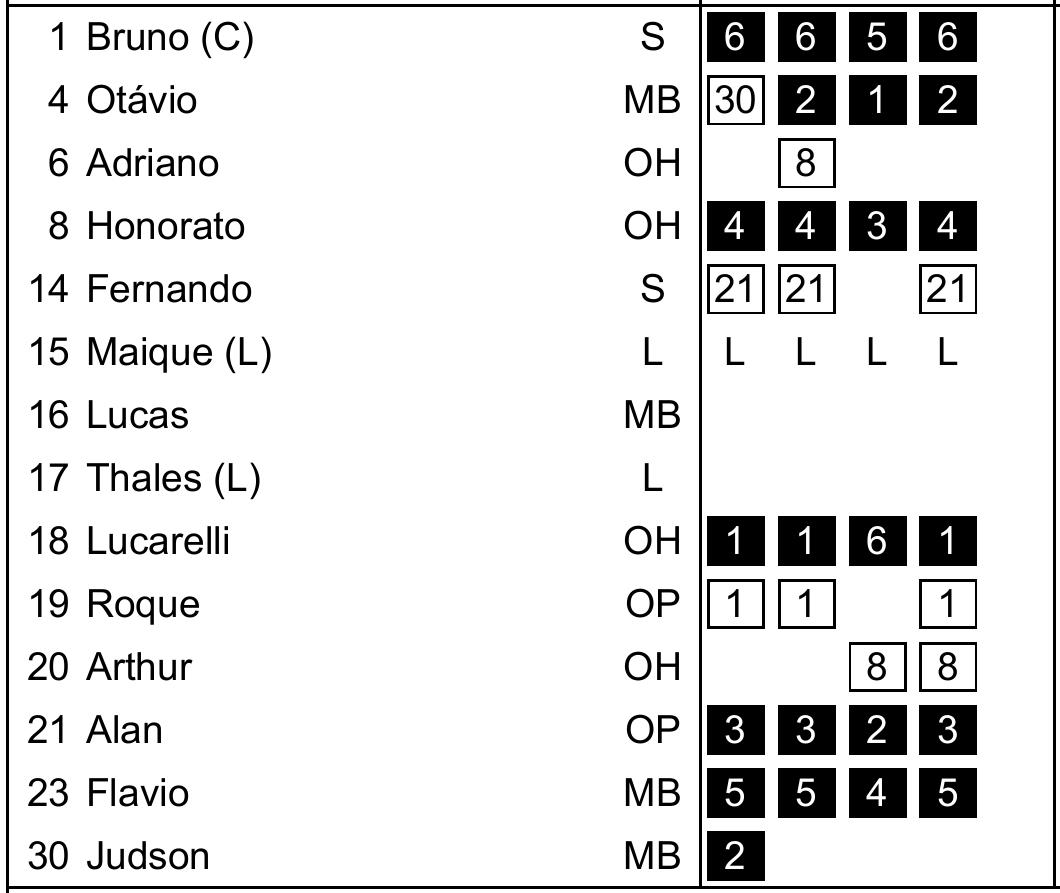 1 Bruno (C) S 6 6 5 6
4 Otávio MB 30 2 1 2
6 Adriano OH 8
8 Honorato OH 4 4 3 4
14 Fernando S 21 21 21
15 Maique (L) L L L L L
16 Lucas MB
17 Thales (L) L
18 Lucarelli OH 1 1 6 1
19 Roque OP 1 1 1
20 Arthur OH 8 8
21 Alan OP 3 3 2 3
23 Flavio MB 5 5 4 5
30 Judson MB 2